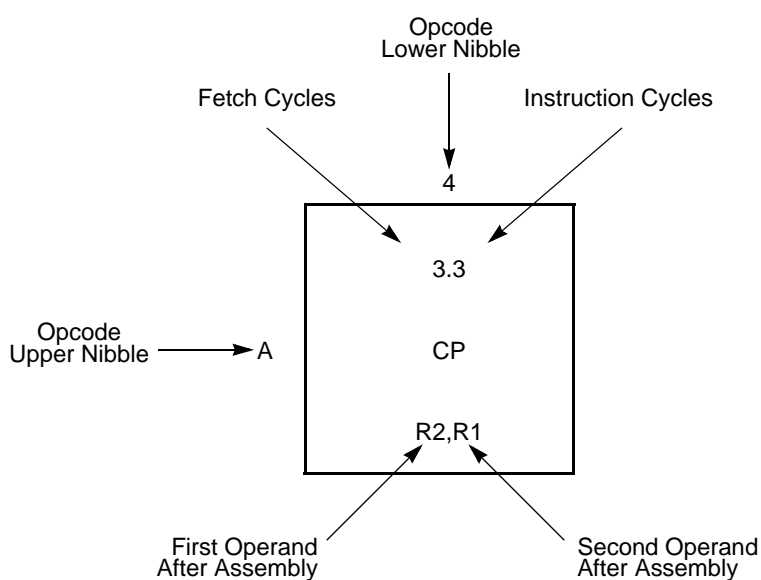 Opcode
Lower Nibble
Fetch Cycles
Instruction Cycles
4
3.3
Opcode
Upper Nibble
A
CP
R2,R1
First Operand
After Assembly
Second Operand
After Assembly